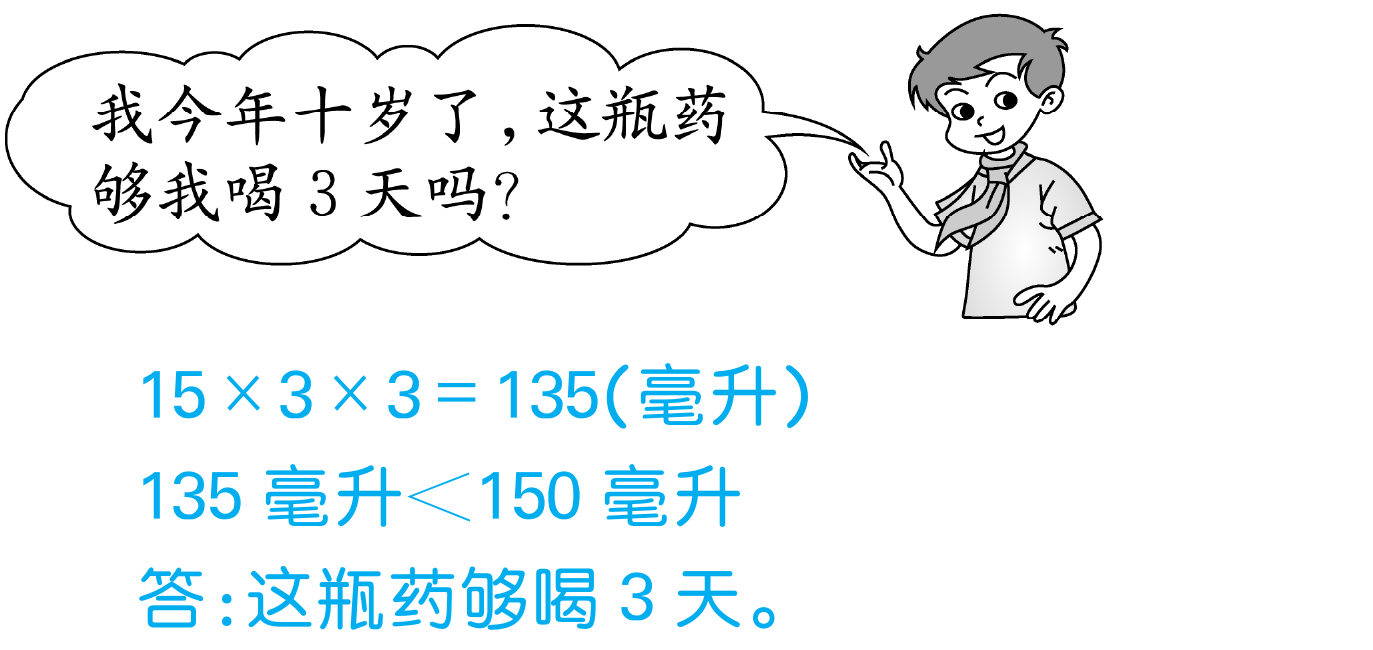 我今年十岁了,这瓶药
够我喝 3 天吗?
15×3×3=135(毫升)
135 毫升<150 毫升
答:这瓶药够喝 3 天。